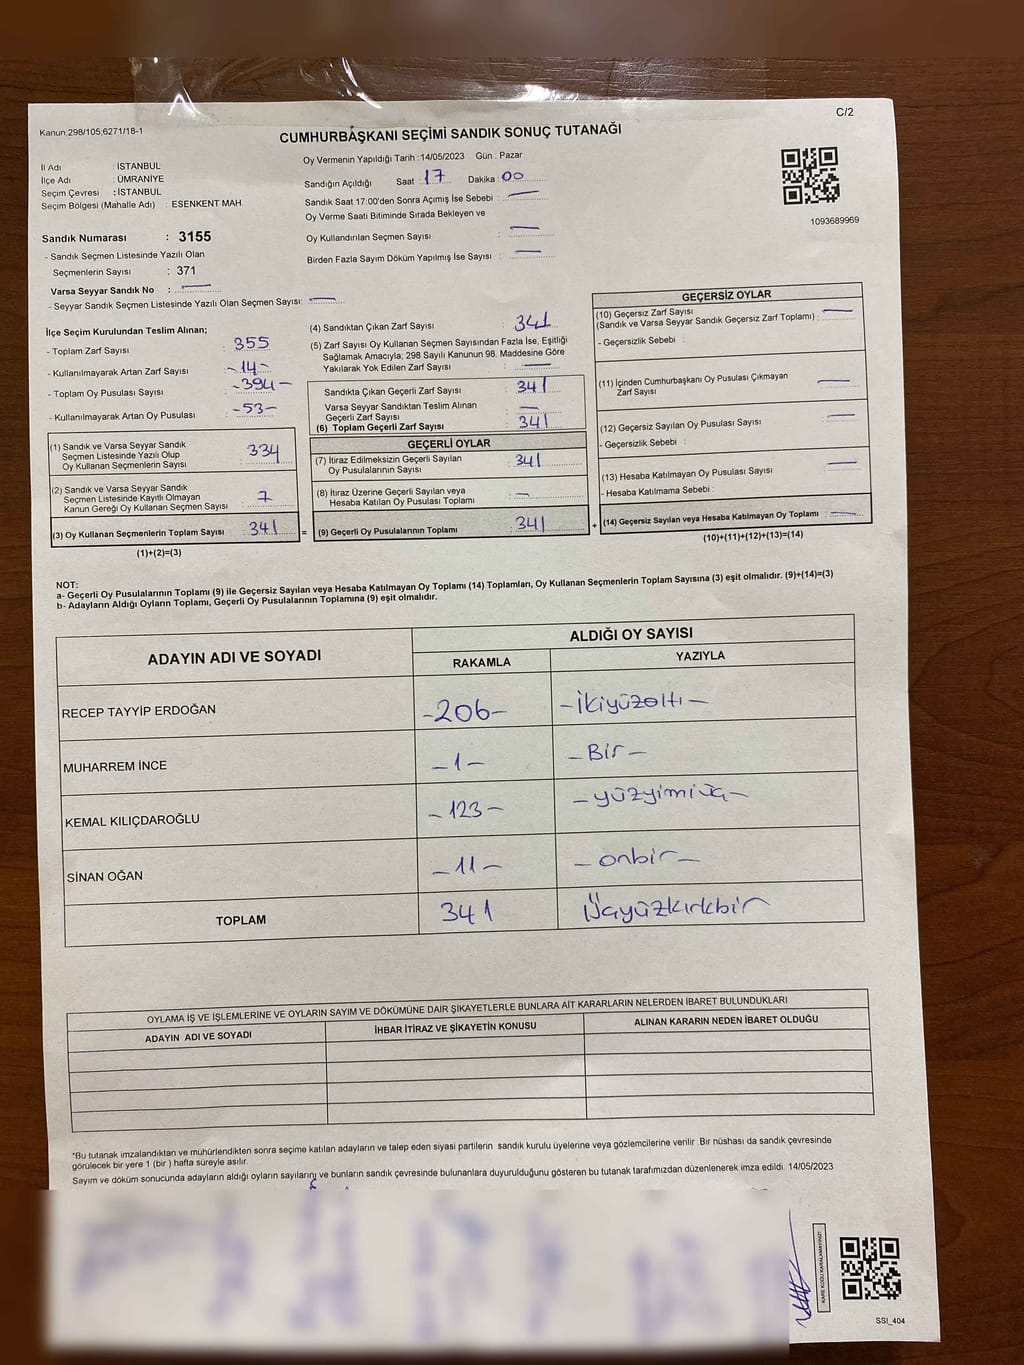 C/2
Kanun.298/105;6271/18-1
CUMHURBAŞKANI SEÇİMİ SANDIK SONUÇ TUTANAĞI
İl Adı : İSTANBUL
İlçe Adı : ÜMRANİYE
Seçim Çevresi : İSTANBUL
Seçim Bölgesi (Mahalle Adı) : ESENKENT MAH.
Oy Vermenin Yapıldığı Tarih : 14/05/2023 Gün : Pazar
Sandığın Açıldığı Saat : 17 Dakika : 00
Sandık Saat 17:00'den Sonra Açımış İse Sebebi : —
Oy Verme Saati Bitiminde Sırada Bekleyen ve
Oy Kullandırılan Seçmen Sayısı : —
Birden Fazla Sayım Döküm Yapılmış İse Sayısı : —
1093689969
Sandık Numarası : 3155
- Sandık Seçmen Listesinde Yazılı Olan
Seçmenlerin Sayısı : 371
Varsa Seyyar Sandık No : —
- Seyyar Sandık Seçmen Listesinde Yazılı Olan Seçmen Sayısı: —
İlçe Seçim Kurulundan Teslim Alınan;
- Toplam Zarf Sayısı : 355
- Kullanılmayarak Artan Zarf Sayısı : -14-
- Toplam Oy Pusulası Sayısı : -394-
- Kullanılmayarak Artan Oy Pusulası : -53-
(1) Sandık ve Varsa Seyyar Sandık
Seçmen Listesinde Yazılı Olup
Oy Kullanan Seçmenlerin Sayısı : 334
(2) Sandık ve Varsa Seyyar Sandık
Seçmen Listesinde Kayıtlı Olmayan
Kanun Gereği Oy Kullanan Seçmen Sayısı : 7
(3) Oy Kullanan Seçmenlerin Toplam Sayısı : 341 =
(1)+(2)=(3)
(4) Sandıktan Çıkan Zarf Sayısı : 341
(5) Zarf Sayısı Oy Kullanan Seçmen Sayısından Fazla İse, Eşitliği
Sağlamak Amacıyla; 298 Sayılı Kanunun 98. Maddesine Göre
Yakılarak Yok Edilen Zarf Sayısı : —
Sandıkta Çıkan Geçerli Zarf Sayısı : 341
Varsa Seyyar Sandıktan Teslim Alınan
Geçerli Zarf Sayısı : —
(6) Toplam Geçerli Zarf Sayısı : 341
GEÇERLİ OYLAR
(7) İtiraz Edilmeksizin Geçerli Sayılan
Oy Pusulalarının Sayısı : 341
(8) İtiraz Üzerine Geçerli Sayılan veya
Hesaba Katılan Oy Pusulası Toplamı : —
(9) Geçerli Oy Pusulalarının Toplamı : 341 +
GEÇERSİZ OYLAR
(10) Geçersiz Zarf Sayısı
(Sandık ve Varsa Seyyar Sandık Geçersiz Zarf Toplamı) : —
- Geçersizlik Sebebi :
(11) İçinden Cumhurbaşkanı Oy Pusulası Çıkmayan
Zarf Sayısı : —
(12) Geçersiz Sayılan Oy Pusulası Sayısı : —
- Geçersizlik Sebebi :
(13) Hesaba Katılmayan Oy Pusulası Sayısı : —
- Hesaba Katılmama Sebebi :
(14) Geçersiz Sayılan veya Hesaba Katılmayan Oy Toplamı : —
(10)+(11)+(12)+(13)=(14)
NOT:
a- Geçerli Oy Pusulalarının Toplamı (9) ile Geçersiz Sayılan veya Hesaba Katılmayan Oy Toplamı (14) Toplamları, Oy Kullanan Seçmenlerin Toplam Sayısına (3) eşit olmalıdır. (9)+(14)=(3)
b- Adayların Aldığı Oyların Toplamı, Geçerli Oy Pusulalarının Toplamına (9) eşit olmalıdır.
ADAYIN ADI VE SOYADI ALDIĞI OY SAYISI
RAKAMLA YAZIYLA
RECEP TAYYİP ERDOĞAN -206- -İkiyüzaltı-
MUHARREM İNCE -1- -Bir-
KEMAL KILIÇDAROĞLU -123- -yüzyimiüç-
SİNAN OĞAN -11- -onbir-
TOPLAM 341 Üçyüzkırkbir
OYLAMA İŞ VE İŞLEMLERİNE VE OYLARIN SAYIM VE DÖKÜMÜNE DAİR ŞİKAYETLERLE BUNLARA AİT KARARLARIN NELERDEN İBARET BULUNDUKLARI
ADAYIN ADI VE SOYADI İHBAR İTİRAZ VE ŞİKAYETİN KONUSU ALINAN KARARIN NEDEN İBARET OLDUĞU
*Bu tutanak imzalandıktan ve mühürlendikten sonra seçime katılan adayların ve talep eden siyasi partilerin sandık kurulu üyelerine veya gözlemcilerine verilir .Bir nüshası da sandık çevresinde
görülecek bir yere 1 (bir ) hafta süreyle asılır.
Sayım ve döküm sonucunda adayların aldığı oyların sayılarını ve bunların sandık çevresinde bulunanlara duyurulduğunu gösteren bu tutanak tarafımızdan düzenlenerek imza edildi. 14/05/2023
KARE KODU KARALAMAYINIZ!
SSI_404